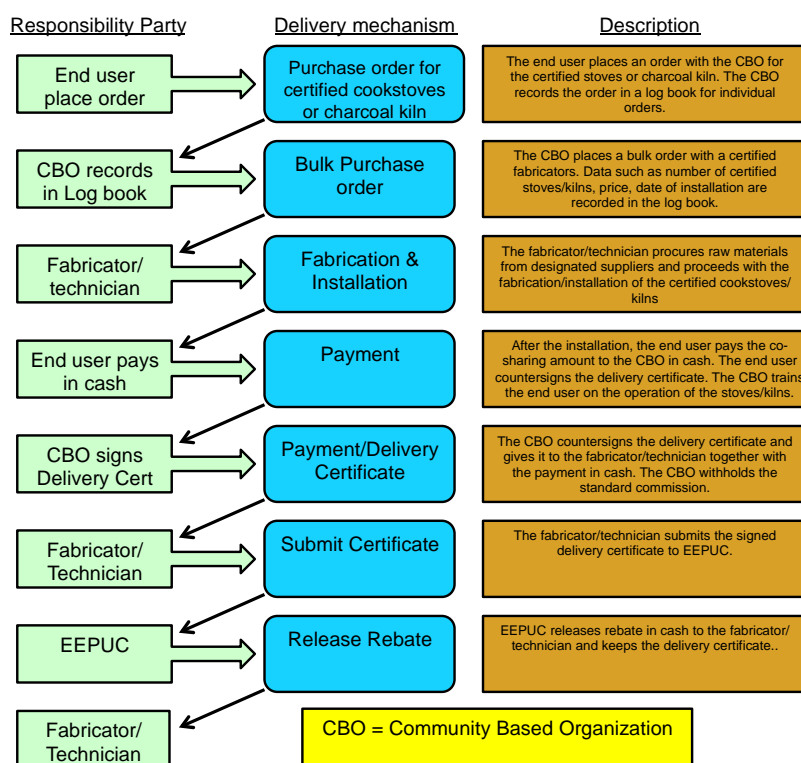 Responsibility Party
Delivery mechanism
Description
End user
place order
Purchase order for
certified cookstoves
or charcoal kiln
The end user places an order with the CBO for
the certified stoves or charcoal kiln. The CBO
records the order in a log book for individual
orders.
CBO records
in Log book
Bulk Purchase
order
The CBO places a bulk order with a certified
fabricators. Data such as number of certified
stoves/kilns, price, date of installation are
recorded in the log book.
Fabricator/
technician
Fabrication &
Installation
The fabricator/technician procures raw materials
from designated suppliers and proceeds with the
fabrication/installation of the certified cookstoves/
kilns
End user pays
in cash
Payment
After the installation, the end user pays the co-
sharing amount to the CBO in cash. The end user
countersigns the delivery certificate. The CBO trains
the end user on the operation of the stoves/kilns.
CBO signs
Delivery Cert
Payment/Delivery
Certificate
The CBO countersigns the delivery certificate and
gives it to the fabricator/technician together with
the payment in cash. The CBO withholds the
standard commission.
Fabricator/
Technician
Submit Certificate
The fabricator/technician submits the signed
delivery certificate to EEPUC.
EEPUC
Release Rebate
EEPUC releases rebate in cash to the fabricator/
technician and keeps the delivery certificate..
Fabricator/
Technician
CBO = Community Based Organization